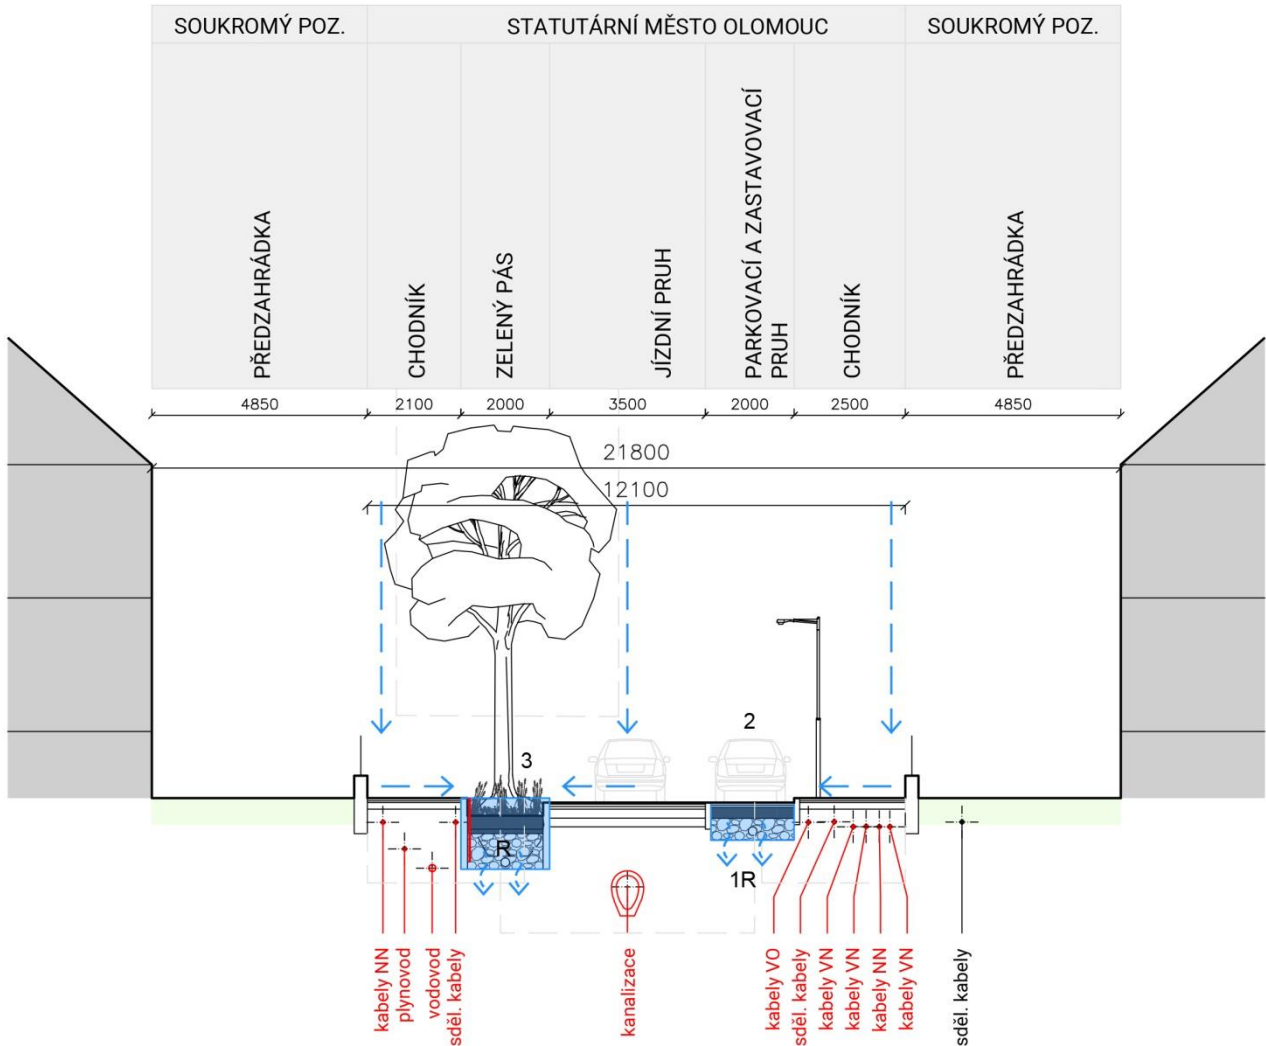 SOUKROMÝ POZ.
STATUTÁRNÍ MĚSTO OLOMOUC
SOUKROMÝ POZ.
PŘEDZAHRÁDKA
CHODNÍK
ZELENÝ PÁS
JÍZDNÍ PRUH
PARKOVACÍ A ZASTAVOVACÍ
PRUH
CHODNÍK
PŘEDZAHRÁDKA
4850
2100
2000
3500
2000
2500
4850
21800
12100
2
3
R
1R
kabely NN
plynovod
vodovod
sděl. kabely
kanalizace
kabely VO
sděl. kabely
kabely VN
kabely VN
kabely NN
kabely VN
sděl. kabely